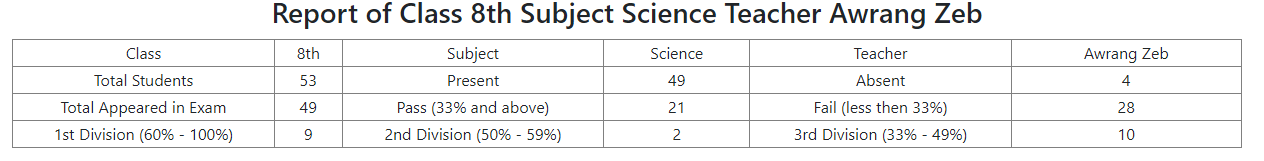 Report of Class 8th Subject Science Teacher Awrang Zeb
Class 8th Subject Science Teacher Awrang Zeb
Total Students 53 Present 49 Absent 4
Total Appeared in Exam 49 Pass (33% and above) 21 Fail (less then 33%) 28
1st Division (60% - 100%) 9 2nd Division (50% - 59%) 2 3rd Division (33% - 49%) 10